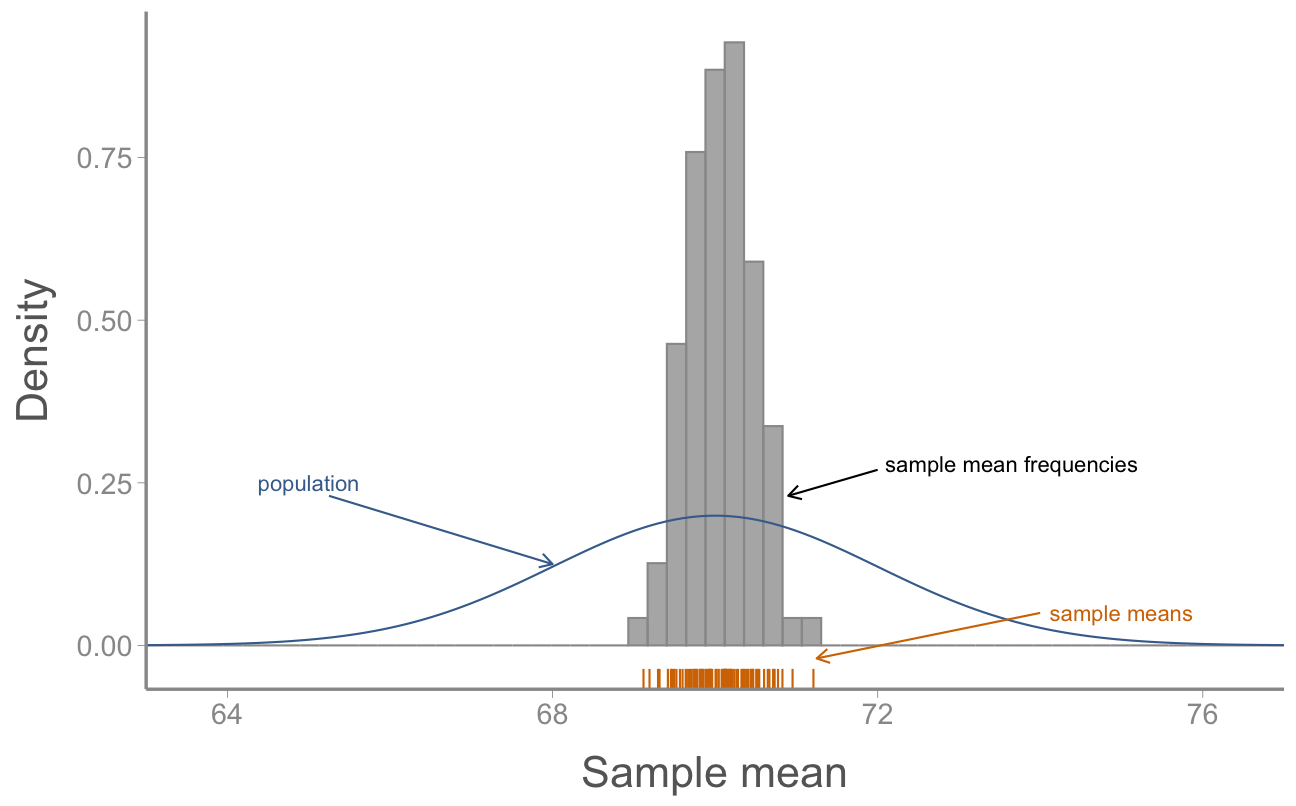 Density
0.75
0.50
0.25
0.00
population
sample mean frequencies
sample means
64 68 72 76
Sample mean